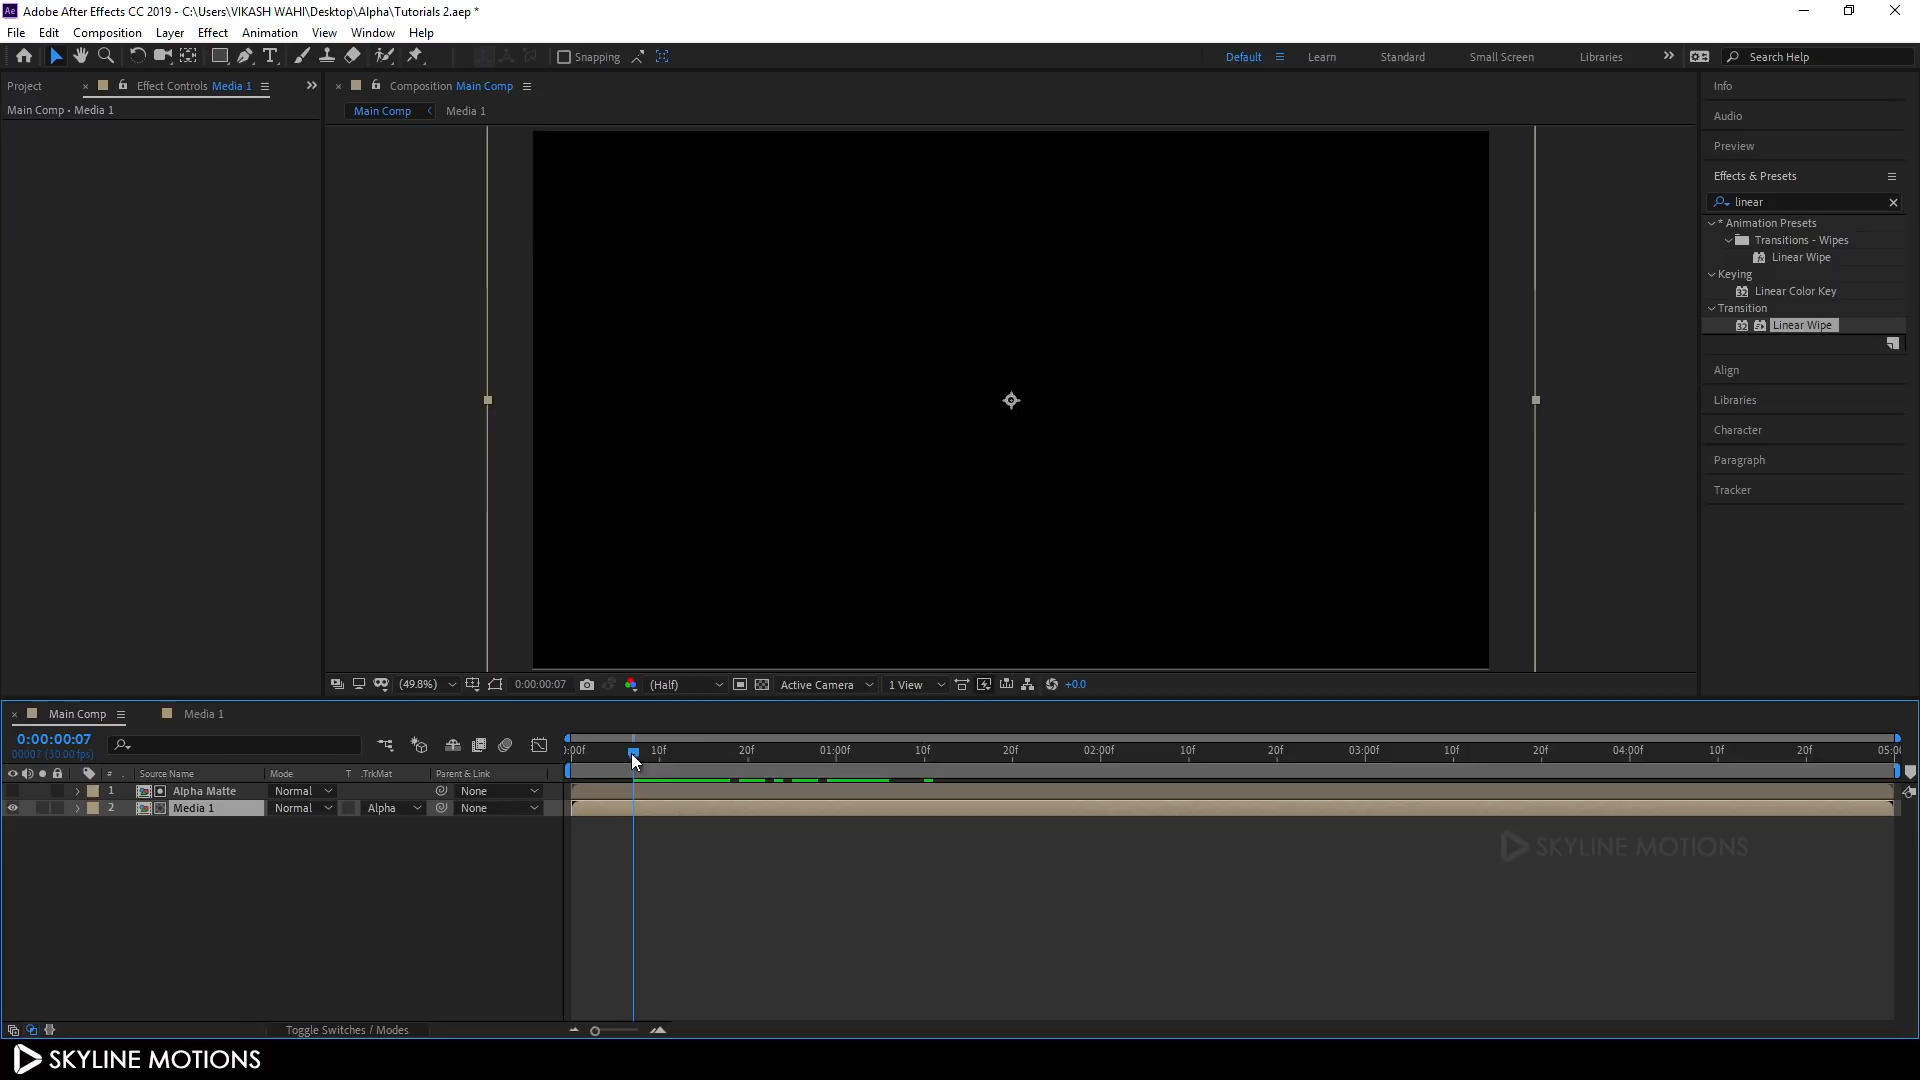 Adobe After Effects CC 2019 - C:\Users\VIKASH WAHI\Desktop\Alpha\Tutorials 2.aep *
File Edit Composition Layer Effect Animation View Window Help
Snapping Default Learn Standard Small Screen Libraries Search Help
Project Effect Controls Media 1
Main Comp • Media 1
Composition Main Comp
Main Comp Media 1
Info
Audio
Preview
Effects & Presets
linear
* Animation Presets
Transitions - Wipes
Linear Wipe
Keying
Linear Color Key
Transition
Linear Wipe
Align
Libraries
Character
Paragraph
Tracker
(49.8%) 0:00:00:07 (Half) Active Camera 1 View +0.0
Main Comp Media 1
0:00:00:07
00007 (30.00 fps)
):00f 10f 20f 01:00f 10f 20f 02:00f 10f 20f 03:00f 10f 20f 04:00f 10f 20f 05:00
# Source Name Mode T .TrkMat Parent & Link
1 Alpha Matte Normal None
2 Media 1 Normal Alpha None
SKYLINE MOTIONS
Toggle Switches / Modes
SKYLINE MOTIONS